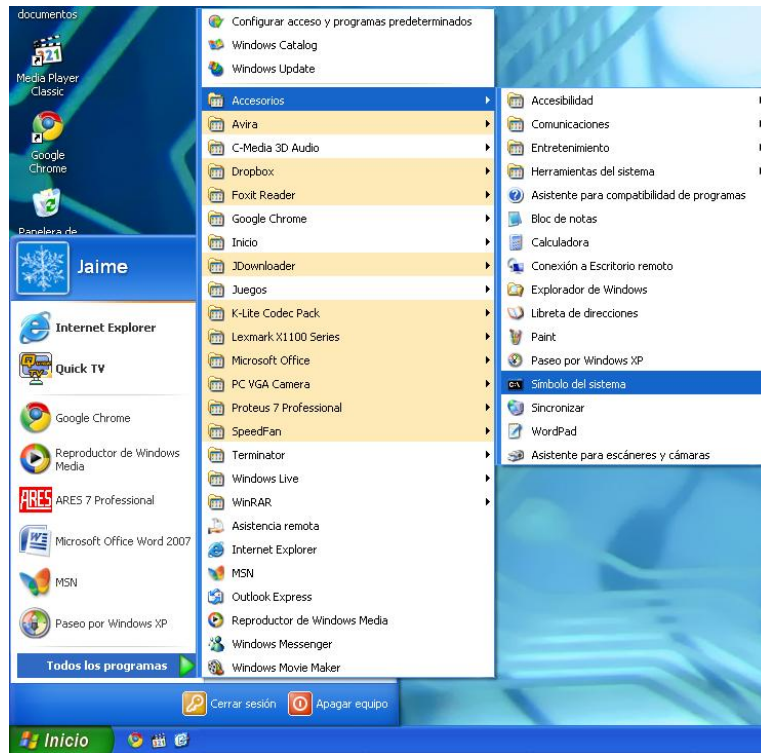 documentos
Media Player
Classic
Google
Chrome
Papelera de
Jaime
Internet Explorer
Quick TV
Google Chrome
Reproductor de Windows
Media
ARES 7 Professional
Microsoft Office Word 2007
MSN
Paseo por Windows XP
Todos los programas
Configurar acceso y programas predeterminados
Windows Catalog
Windows Update
Accesorios
Avira
C-Media 3D Audio
Dropbox
Foxit Reader
Google Chrome
Inicio
JDownloader
Juegos
K-Lite Codec Pack
Lexmark X1100 Series
Microsoft Office
PC VGA Camera
Proteus 7 Professional
SpeedFan
Terminator
Windows Live
WinRAR
Asistencia remota
Internet Explorer
MSN
Outlook Express
Reproductor de Windows Media
Windows Messenger
Windows Movie Maker
Accesibilidad
Comunicaciones
Entretenimiento
Herramientas del sistema
Asistente para compatibilidad de programas
Bloc de notas
Calculadora
Conexión a Escritorio remoto
Explorador de Windows
Libreta de direcciones
Paint
Paseo por Windows XP
Símbolo del sistema
Sincronizar
WordPad
Asistente para escáneres y cámaras
Cerrar sesión
Apagar equipo
Inicio